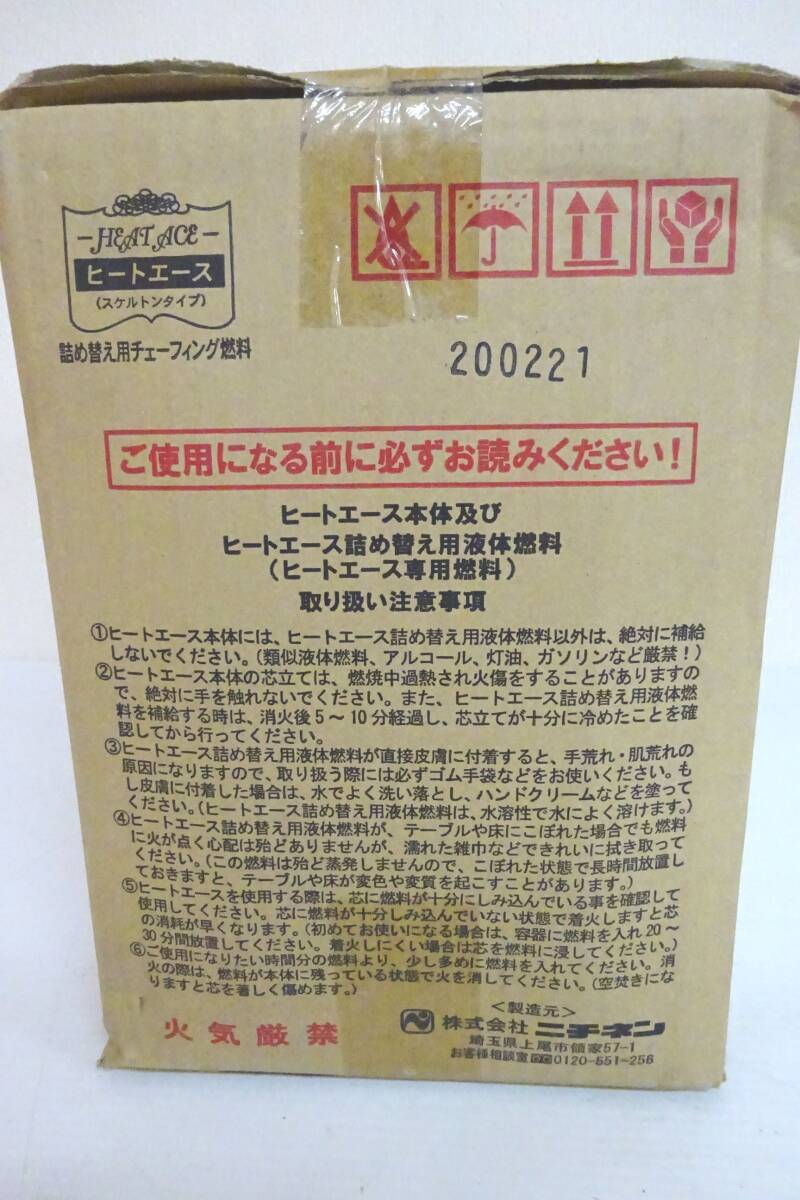 HEAT ACE
ヒートエース
(スケルトンタイプ)
詰め替え用チェーフィング燃料
200221
ご使用になる前に必ずお読みください!
ヒートエース本体及び
ヒートエース詰め替え用液体燃料
(ヒートエース専用燃料)
取り扱い注意事項
①ヒートエース本体には、ヒートエース詰め替え用液体燃料以外は、絶対に補給
しないでください。(類似液体燃料、アルコール、灯油、ガソリンなど厳禁!)
②ヒートエース本体の芯立ては、燃焼中過熱され火傷をすることがありますの
で、絶対に手を触れないでください。また、ヒートエース詰め替え用液体燃
料を補給する時は、消火後5〜10分経過し、芯立てが十分に冷めたことを確
認してから行ってください。
③ヒートエース詰め替え用液体燃料が直接皮膚に付着すると、手荒れ・肌荒れの
原因になりますので、取り扱う際には必ずゴム手袋などをお使いください。も
し皮膚に付着した場合は、水でよく洗い落とし、ハンドクリームなどを塗って
ください。(ヒートエース詰め替え用液体燃料は、水溶性で水によく溶けます。)
④ヒートエース詰め替え用液体燃料が、テーブルや床にこぼれた場合でも燃料
に火が点く心配は殆どありませんが、濡れた雑巾などできれいに拭き取って
ください。(この燃料は殆ど蒸発しませんので、こぼれた状態で長時間放置し
ておきますと、テーブルや床が変色や変質を起こすことがあります。)
⑤ヒートエースを使用する際は、芯に燃料が十分にしみ込んでいる事を確認して
使用してください。芯に燃料が十分しみ込んでいない状態で着火しますと芯
の消耗が早くなります。(初めてお使いになる場合は、容器に燃料を入れ20〜
30分間放置してください。着火しにくい場合は芯を燃料に浸してください。)
⑥ご使用になりたい時間分の燃料より、少し多めに燃料を入れてください。消
火の際は、燃料が本体に残っている状態で火を消してください。(空焚きにな
りますと芯を著しく傷めます。)
火気厳禁
<製造元>
株式会社 ニチネン
埼玉県上尾市領家57-1
お客様相談室 0120-551-256